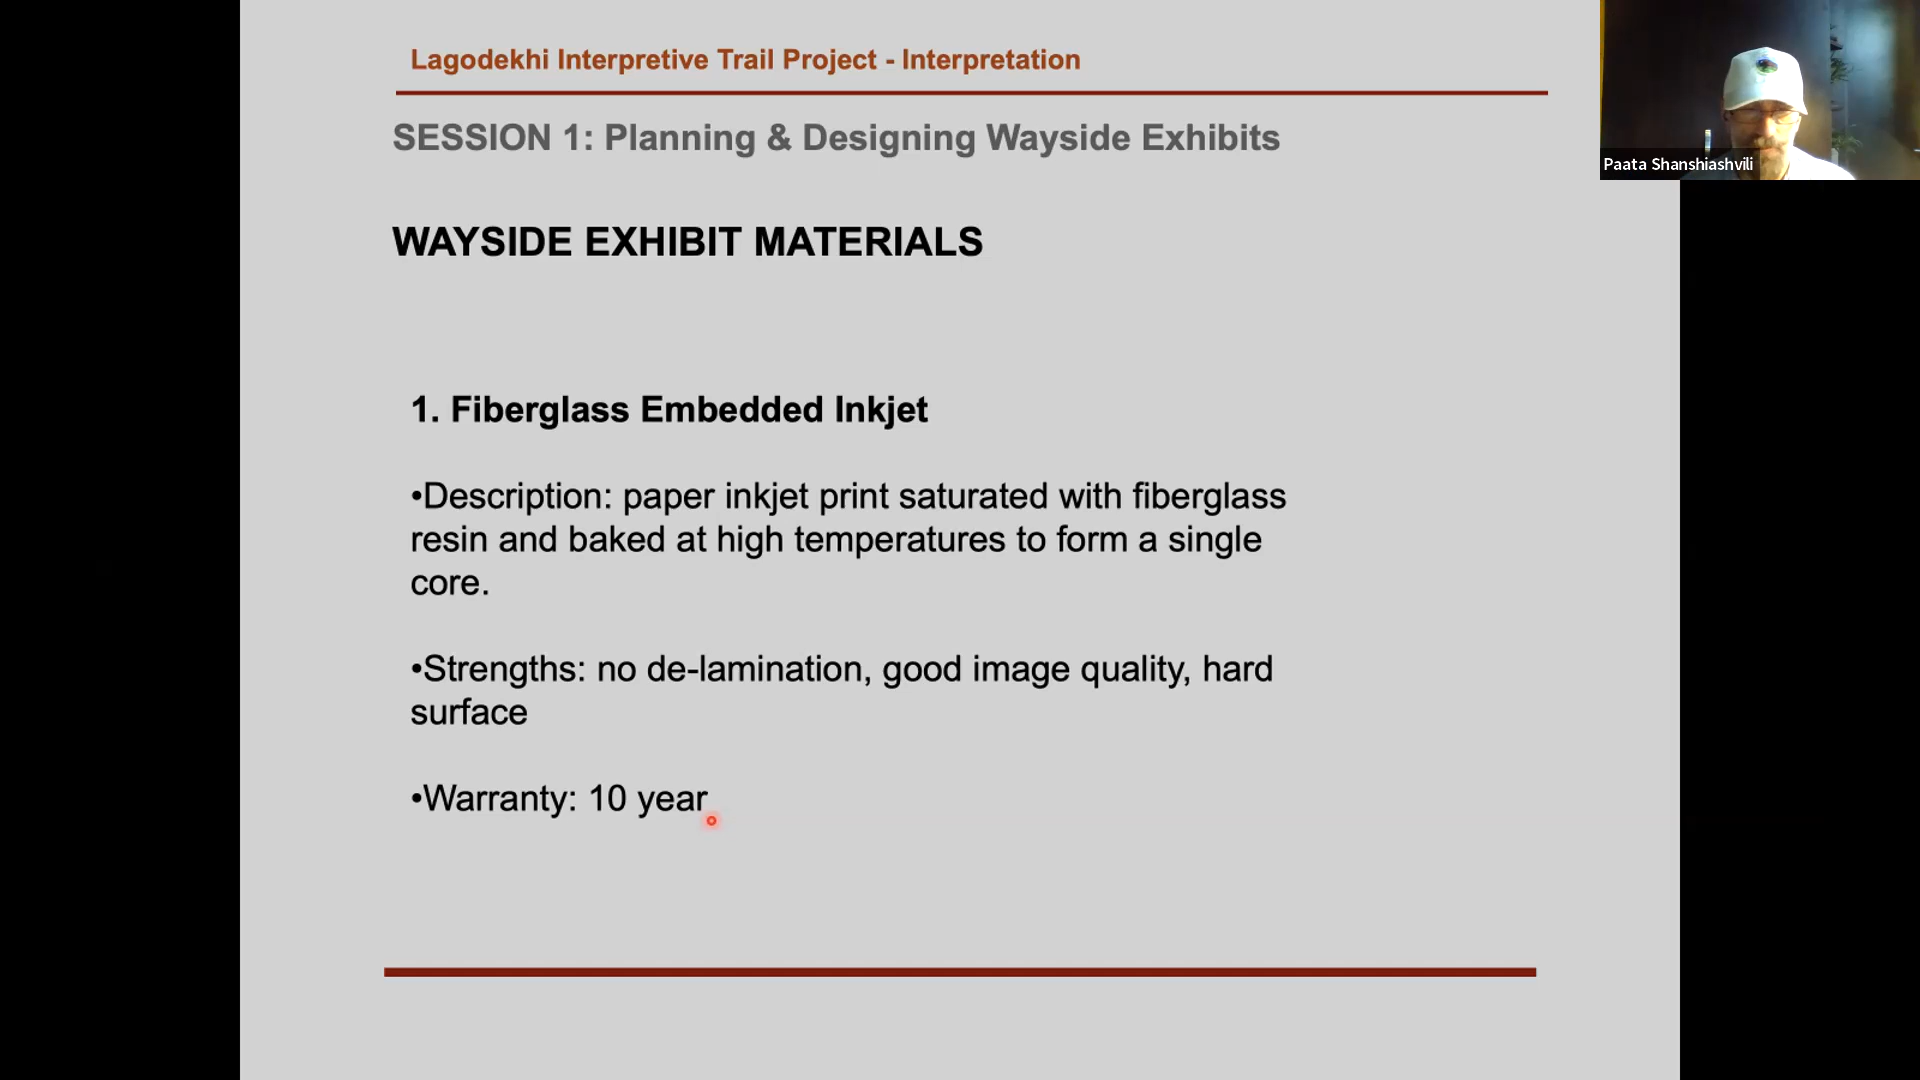 Lagodekhi Interpretive Trail Project - Interpretation
SESSION 1: Planning & Designing Wayside Exhibits
Paata Shanshiashvili
WAYSIDE EXHIBIT MATERIALS
1. Fiberglass Embedded Inkjet
•Description: paper inkjet print saturated with fiberglass
resin and baked at high temperatures to form a single
core.
•Strengths: no de-lamination, good image quality, hard
surface
•Warranty: 10 year